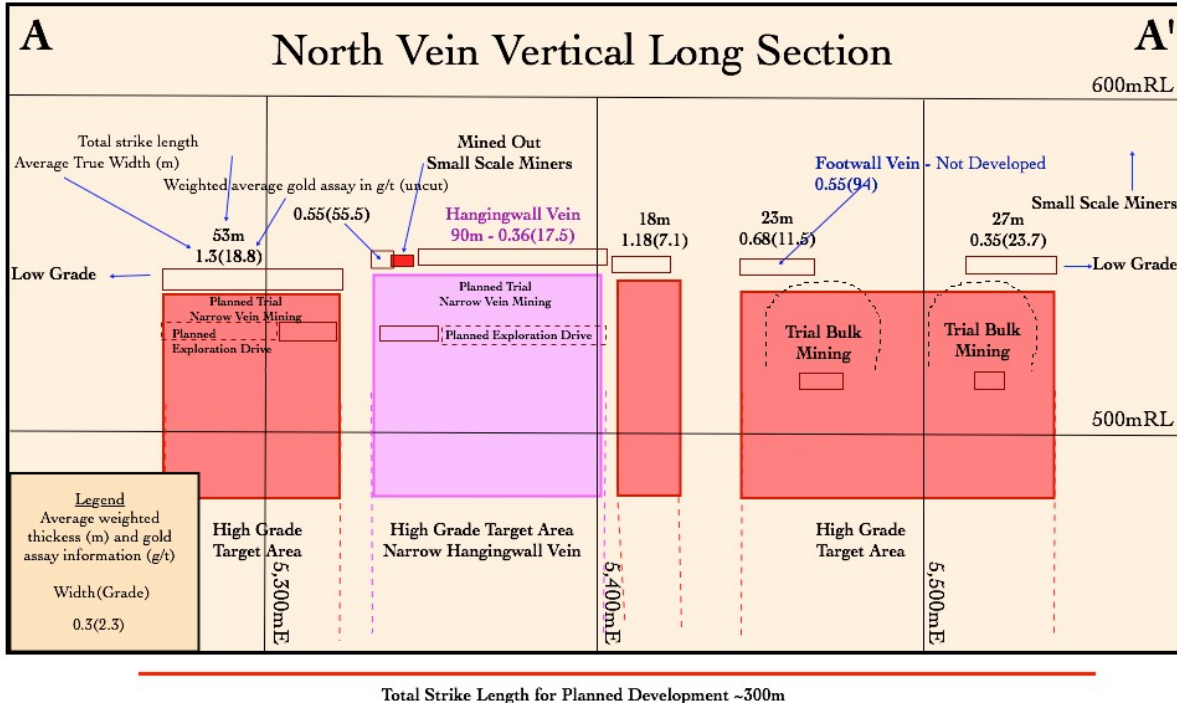 A
A'
North Vein Vertical Long Section
600mRL
Total strike length
Average True Width (m)
Weighted average gold assay in g/t (uncut)
53m
1.3(18.8)
Low Grade
0.55(55.5)
Mined Out
Small Scale Miners
Hangingwall Vein
90m - 0.36(17.5)
18m
1.18(7.1)
Footwall Vein - Not Developed
0.55(94)
23m
0.68(11.5)
Small Scale Miners
27m
0.35(23.7)
Low Grade
Planned Trial
Narrow Vein Mining
Planned
Exploration Drive
Planned Trial
Narrow Vein Mining
Planned Exploration Drive
Trial Bulk
Mining
Trial Bulk
Mining
500mRL
Legend
Average weighted
thickess (m) and gold
assay information (g/t)
Width(Grade)
0.3(2.3)
High Grade
Target Area
High Grade Target Area
Narrow Hangingwall Vein
High Grade
Target Area
5,300mE
5,400mE
5,500mE
Total Strike Length for Planned Development ~300m